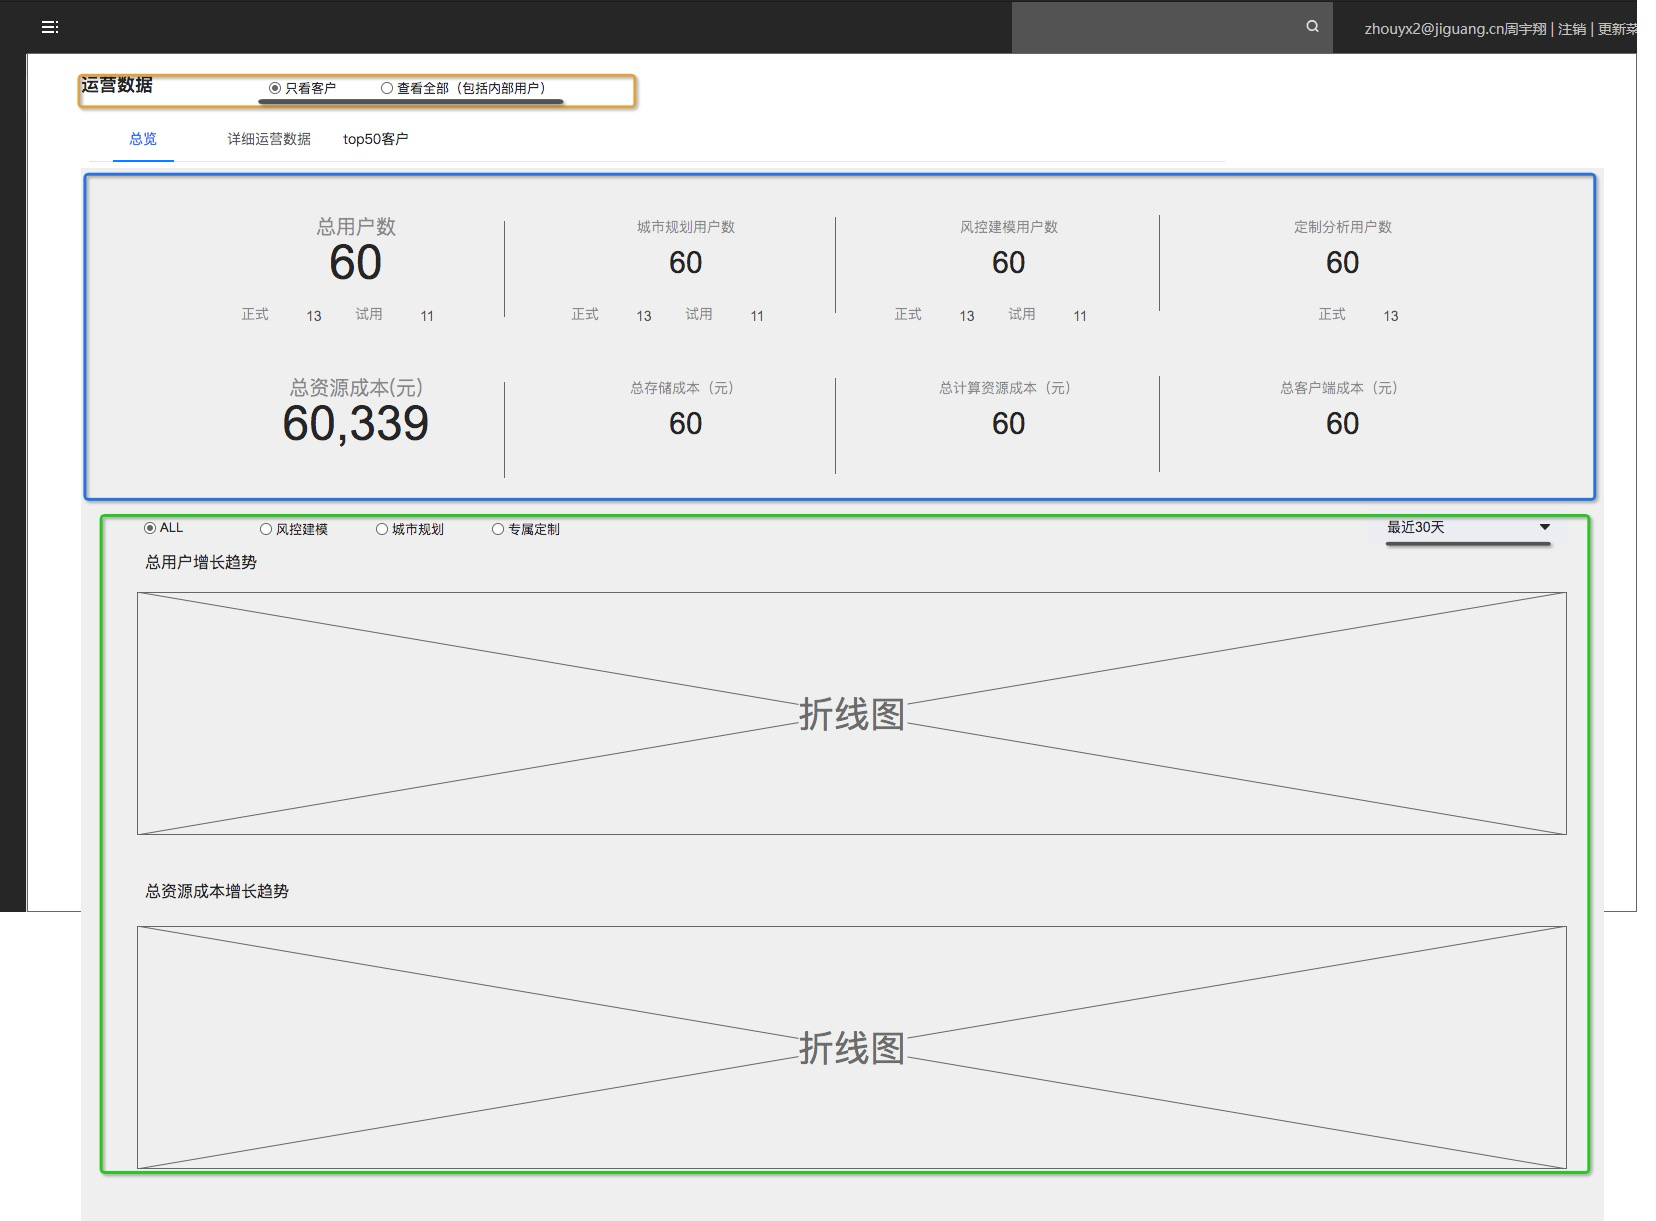 zhouyx2@jiguang.cn周宇翔 | 注销 | 更新菜
运营数据 只看客户 查看全部（包括内部用户）
总览 详细运营数据 top50客户
总用户数 城市规划用户数 风控建模用户数 定制分析用户数
60 60 60 60
正式 13 试用 11 正式 13 试用 11 正式 13 试用 11 正式 13
总资源成本(元) 总存储成本（元） 总计算资源成本（元） 总客户端成本（元）
60,339 60 60 60
ALL 风控建模 城市规划 专属定制 最近30天
总用户增长趋势
折线图
总资源成本增长趋势
折线图